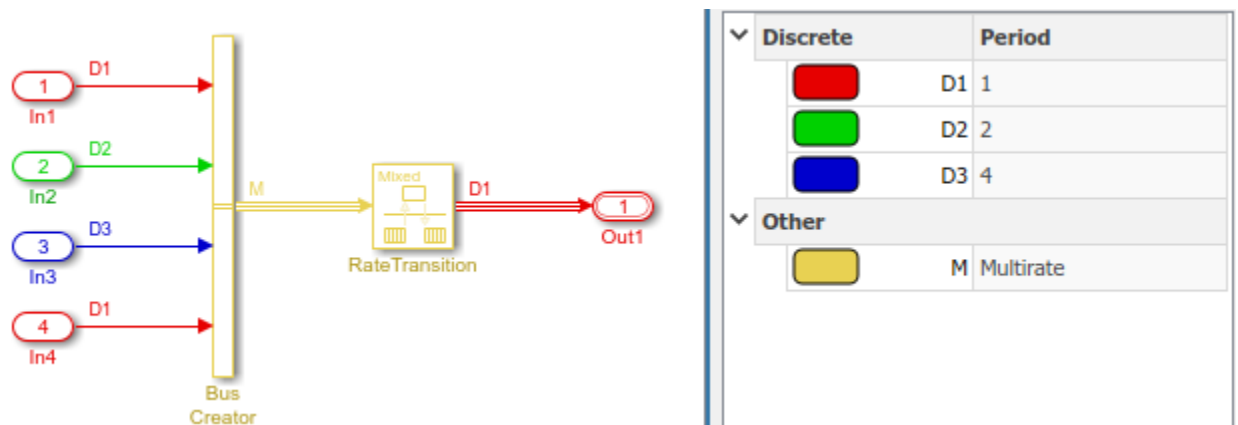 D1
1
In1
D2
2
In2
D3
3
In3
D1
4
In4
Bus
Creator
M
Mixed
RateTransition
D1
1
Out1
Discrete Period
D1 1
D2 2
D3 4
Other
M Multirate